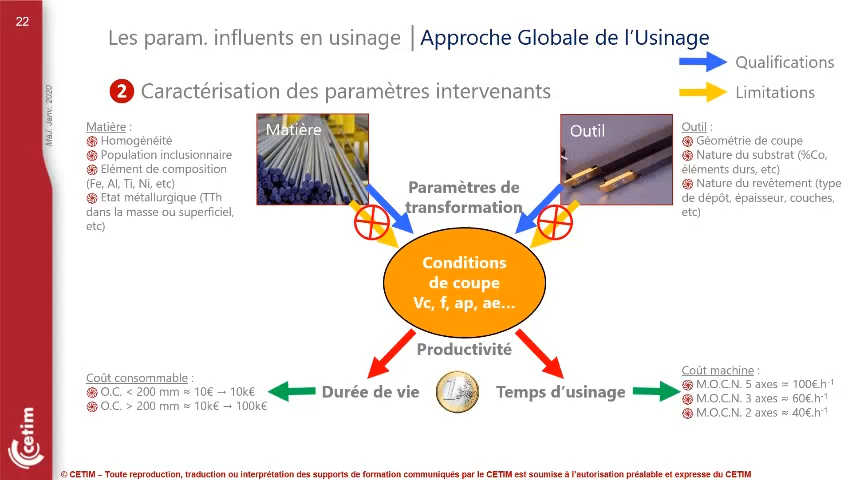 22
Les param. influents en usinage | Approche Globale de l'Usinage
Qualifications
Limitations
2 Caractérisation des paramètres intervenants
MàJ. Janv. 2020
Matière :
Homogénéité
Population inclusionnaire
Elément de composition
(Fe, Al, Ti, Ni, etc)
Etat métallurgique (TTh
dans la masse ou superficiel,
etc)
Matière
Outil
Outil :
Géométrie de coupe
Nature du substrat (%Co,
éléments durs, etc)
Nature du revêtement (type
de dépôt, épaisseur, couches,
etc)
Paramètres de
transformation
Conditions
de coupe
Vc, f, ap, ae...
Productivité
Coût consommable :
O.C. < 200 mm ≈ 10€ → 10k€
O.C. > 200 mm ≈ 10k€ → 100k€
Durée de vie
Temps d'usinage
Coût machine :
M.O.C.N. 5 axes ≈ 100€.h⁻¹
M.O.C.N. 3 axes ≈ 60€.h⁻¹
M.O.C.N. 2 axes ≈ 40€.h⁻¹
cetim
© CETIM – Toute reproduction, traduction ou interprétation des supports de formation communiqués par le CETIM est soumise à l'autorisation préalable et expresse du CETIM